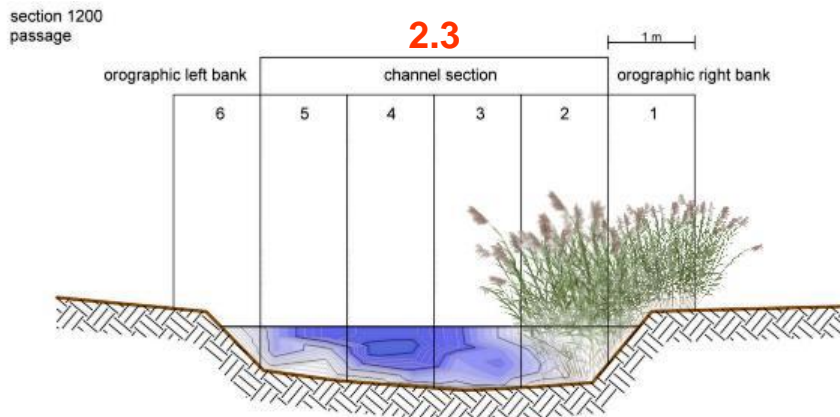 section 1200
passage
2.3
1 m
orographic left bank
channel section
orographic right bank
6
5
4
3
2
1